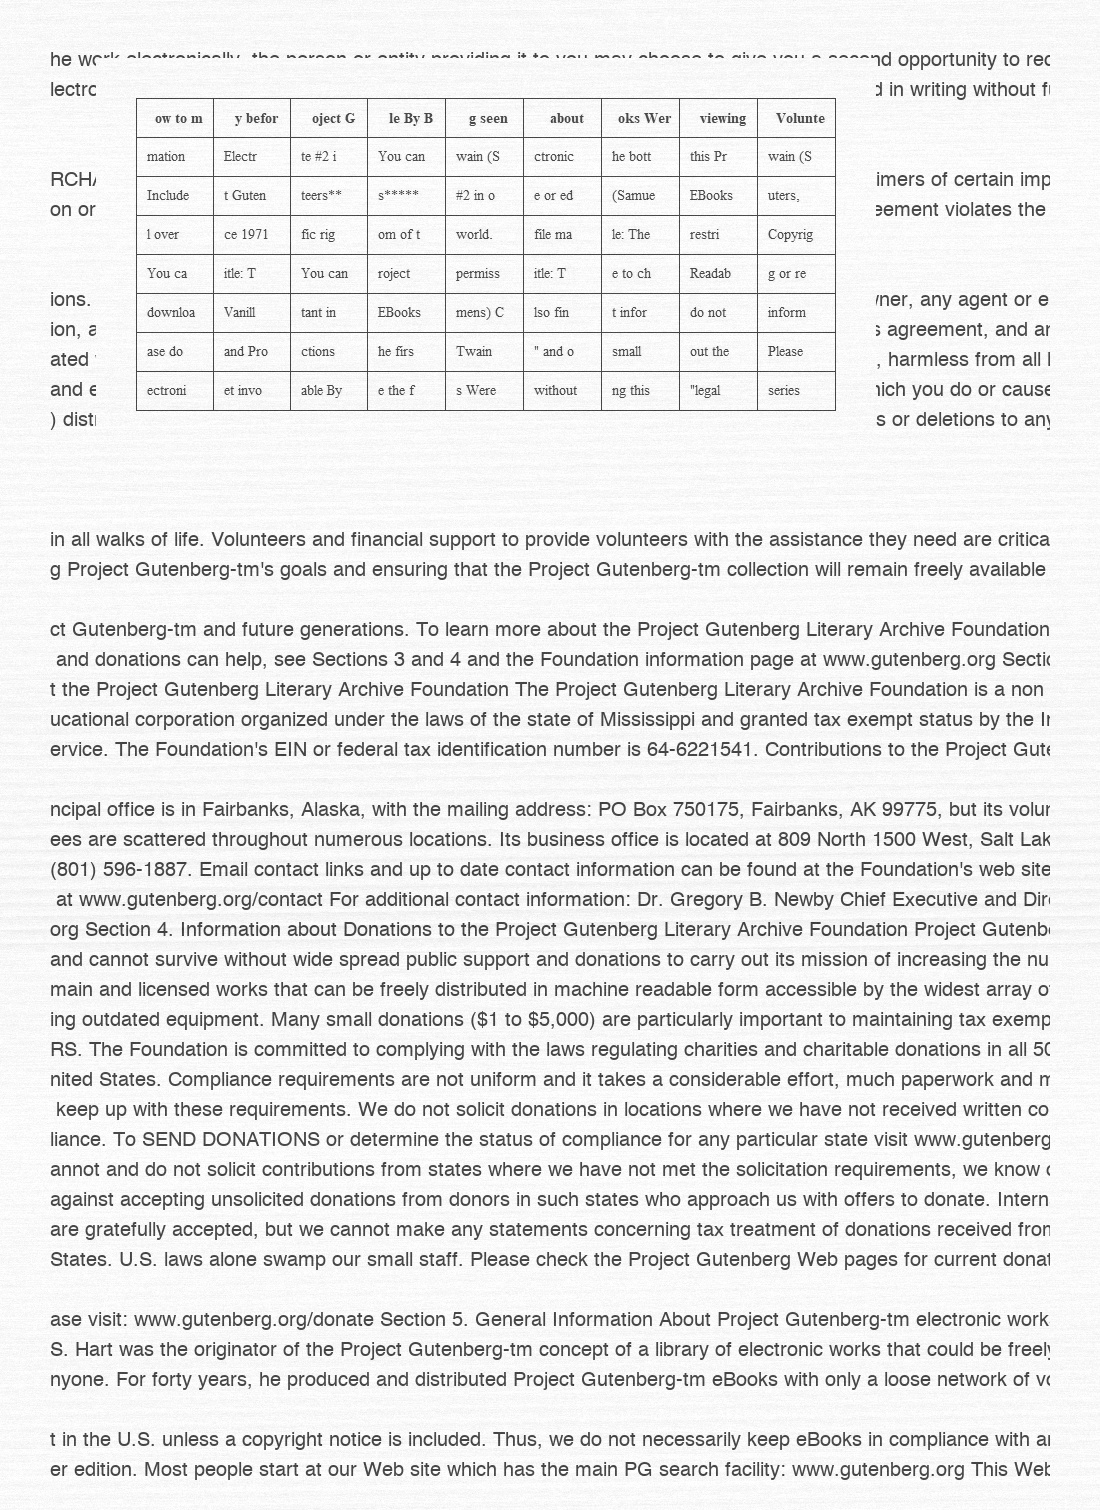 he work electronically, the person or entity providing it to you may choose to give you a second opportunity to rec
lectro d in writing without fu
ow to m y befor oject G le By B g seen about oks Wer viewing Volunte
mation Electr te #2 i You can wain (S ctronic he bott this Pr wain (S
RCHA imers of certain imp
Include t Guten teers** s***** #2 in o e or ed (Samue EBooks uters,
on or eement violates the
l over ce 1971 fic rig om of t world. file ma le: The restri Copyrig
You ca itle: T You can roject permiss itle: T e to ch Readab g or re
ions. ner, any agent or e
downloa Vanill tant in EBooks mens) C lso fin t infor do not inform
ion, a s agreement, and an
ase do and Pro ctions he firs Twain " and o small out the Please
ated , harmless from all l
ectroni et invo able By e the f s Were without ng this "legal series
and e hich you do or cause
) distr s or deletions to any
in all walks of life. Volunteers and financial support to provide volunteers with the assistance they need are critica
g Project Gutenberg-tm's goals and ensuring that the Project Gutenberg-tm collection will remain freely available
ct Gutenberg-tm and future generations. To learn more about the Project Gutenberg Literary Archive Foundation
and donations can help, see Sections 3 and 4 and the Foundation information page at www.gutenberg.org Sectio
t the Project Gutenberg Literary Archive Foundation The Project Gutenberg Literary Archive Foundation is a non
ucational corporation organized under the laws of the state of Mississippi and granted tax exempt status by the In
ervice. The Foundation's EIN or federal tax identification number is 64-6221541. Contributions to the Project Gute
ncipal office is in Fairbanks, Alaska, with the mailing address: PO Box 750175, Fairbanks, AK 99775, but its volun
ees are scattered throughout numerous locations. Its business office is located at 809 North 1500 West, Salt Lak
(801) 596-1887. Email contact links and up to date contact information can be found at the Foundation's web site
at www.gutenberg.org/contact For additional contact information: Dr. Gregory B. Newby Chief Executive and Dire
org Section 4. Information about Donations to the Project Gutenberg Literary Archive Foundation Project Gutenbe
and cannot survive without wide spread public support and donations to carry out its mission of increasing the nu
main and licensed works that can be freely distributed in machine readable form accessible by the widest array of
ing outdated equipment. Many small donations ($1 to $5,000) are particularly important to maintaining tax exemp
RS. The Foundation is committed to complying with the laws regulating charities and charitable donations in all 50
nited States. Compliance requirements are not uniform and it takes a considerable effort, much paperwork and m
keep up with these requirements. We do not solicit donations in locations where we have not received written co
liance. To SEND DONATIONS or determine the status of compliance for any particular state visit www.gutenberg
annot and do not solicit contributions from states where we have not met the solicitation requirements, we know o
against accepting unsolicited donations from donors in such states who approach us with offers to donate. Intern
are gratefully accepted, but we cannot make any statements concerning tax treatment of donations received from
States. U.S. laws alone swamp our small staff. Please check the Project Gutenberg Web pages for current donat
ase visit: www.gutenberg.org/donate Section 5. General Information About Project Gutenberg-tm electronic work
S. Hart was the originator of the Project Gutenberg-tm concept of a library of electronic works that could be freely
nyone. For forty years, he produced and distributed Project Gutenberg-tm eBooks with only a loose network of vo
t in the U.S. unless a copyright notice is included. Thus, we do not necessarily keep eBooks in compliance with an
er edition. Most people start at our Web site which has the main PG search facility: www.gutenberg.org This Web